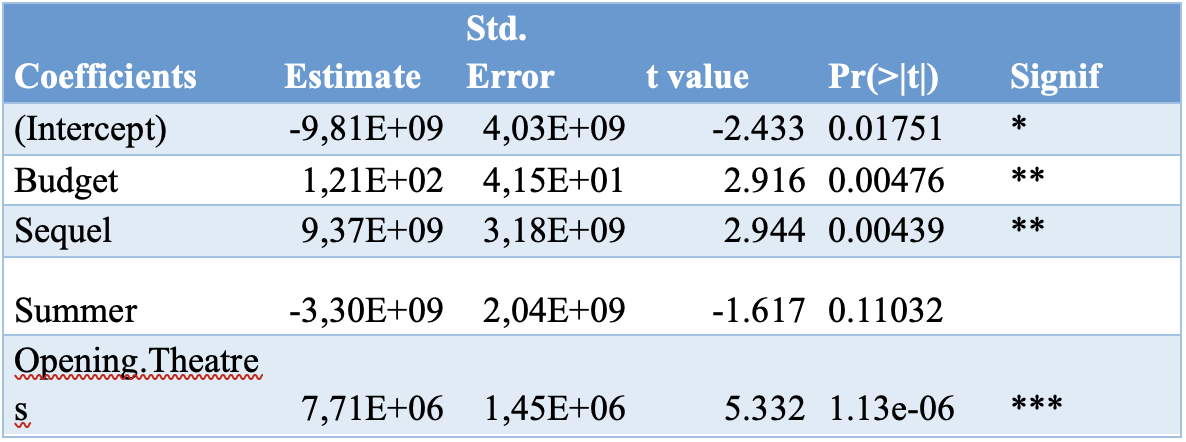 Coefficients Estimate Std. Error t value Pr(>|t|) Signif
(Intercept) -9,81E+09 4,03E+09 -2.433 0.01751 *
Budget 1,21E+02 4,15E+01 2.916 0.00476 **
Sequel 9,37E+09 3,18E+09 2.944 0.00439 **
Summer -3,30E+09 2,04E+09 -1.617 0.11032
Opening.Theatre
s 7,71E+06 1,45E+06 5.332 1.13e-06 ***